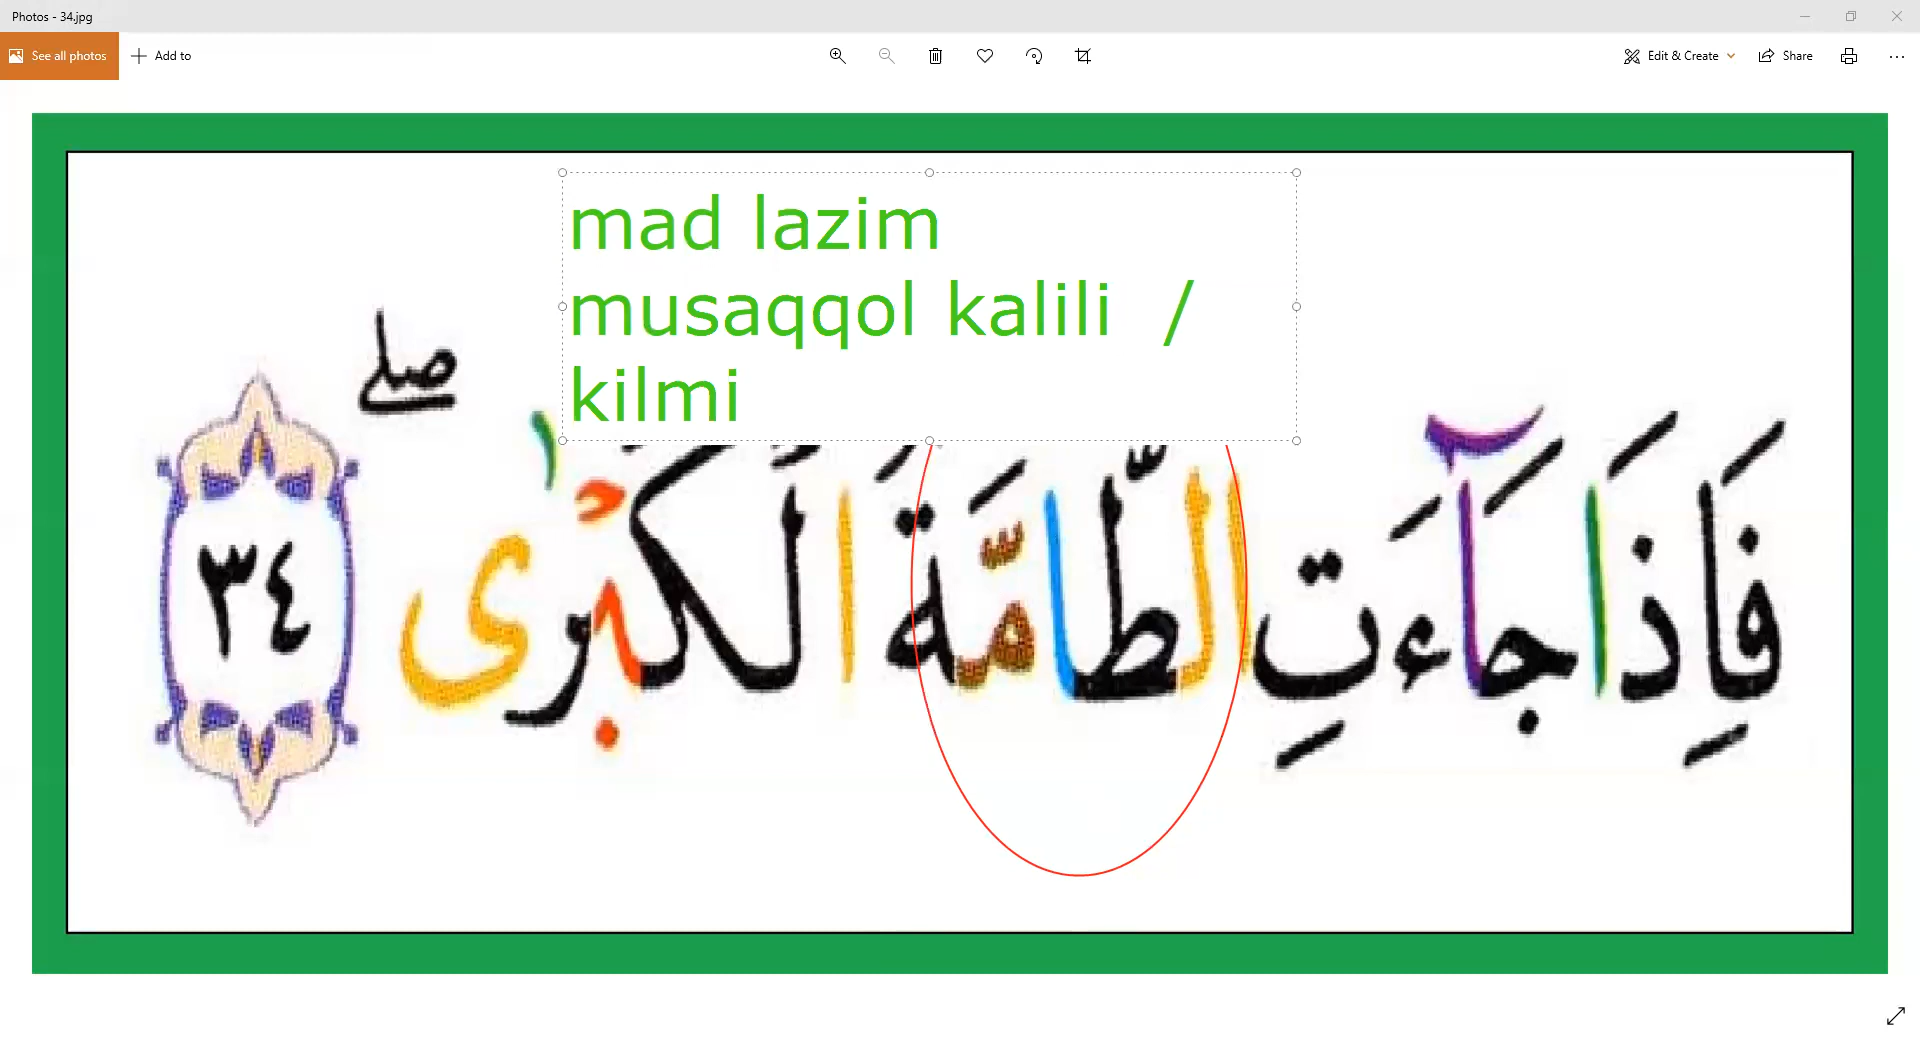 Photos - 34.jpg
See all photos
Add to
Edit & Create
Share
mad lazim
musaqqol kalili /
kilmi
صلے
فَاِذَا جَآءَتِ الطَّامَّةُ الْكُبْرٰى
٣٤